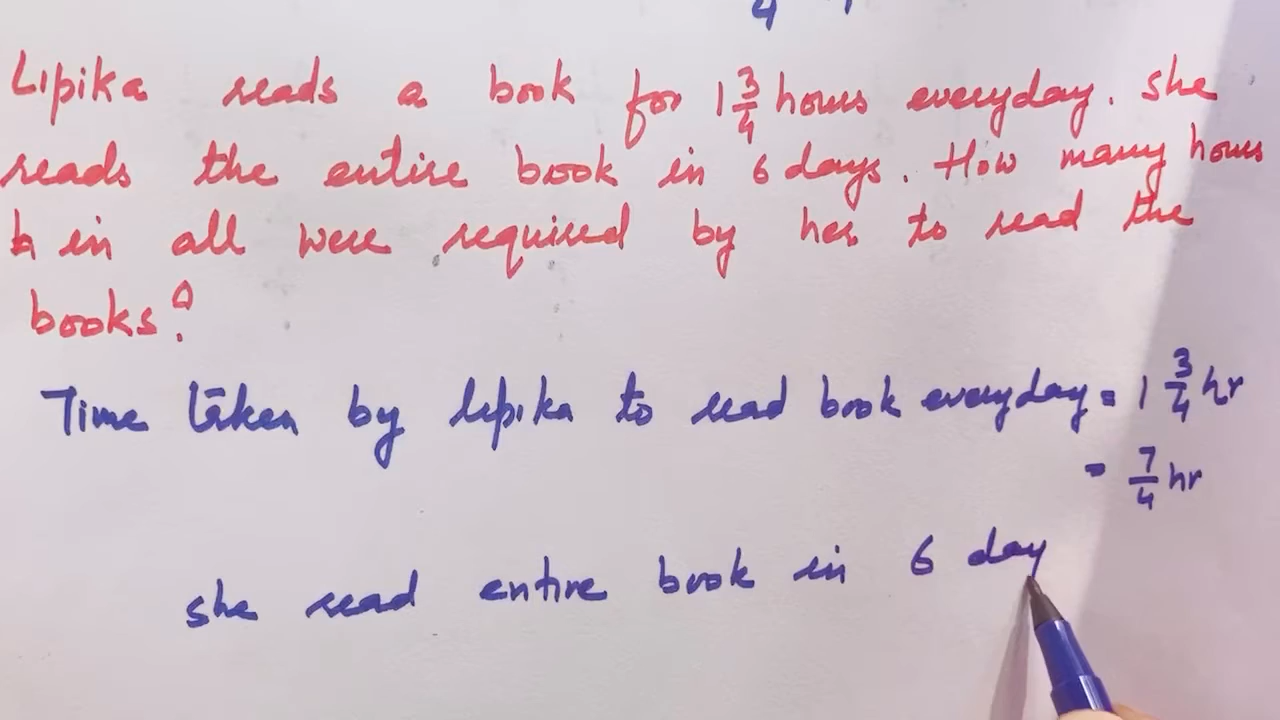 4
Lipika reads a book for 1 3/4 hours everyday. She
reads the entire book in 6 days. How many hours
in all were required by her to read the
books?
Time taken by Lipika to read book everyday = 1 3/4 hr
= 7/4 hr
she read entire book in 6 day